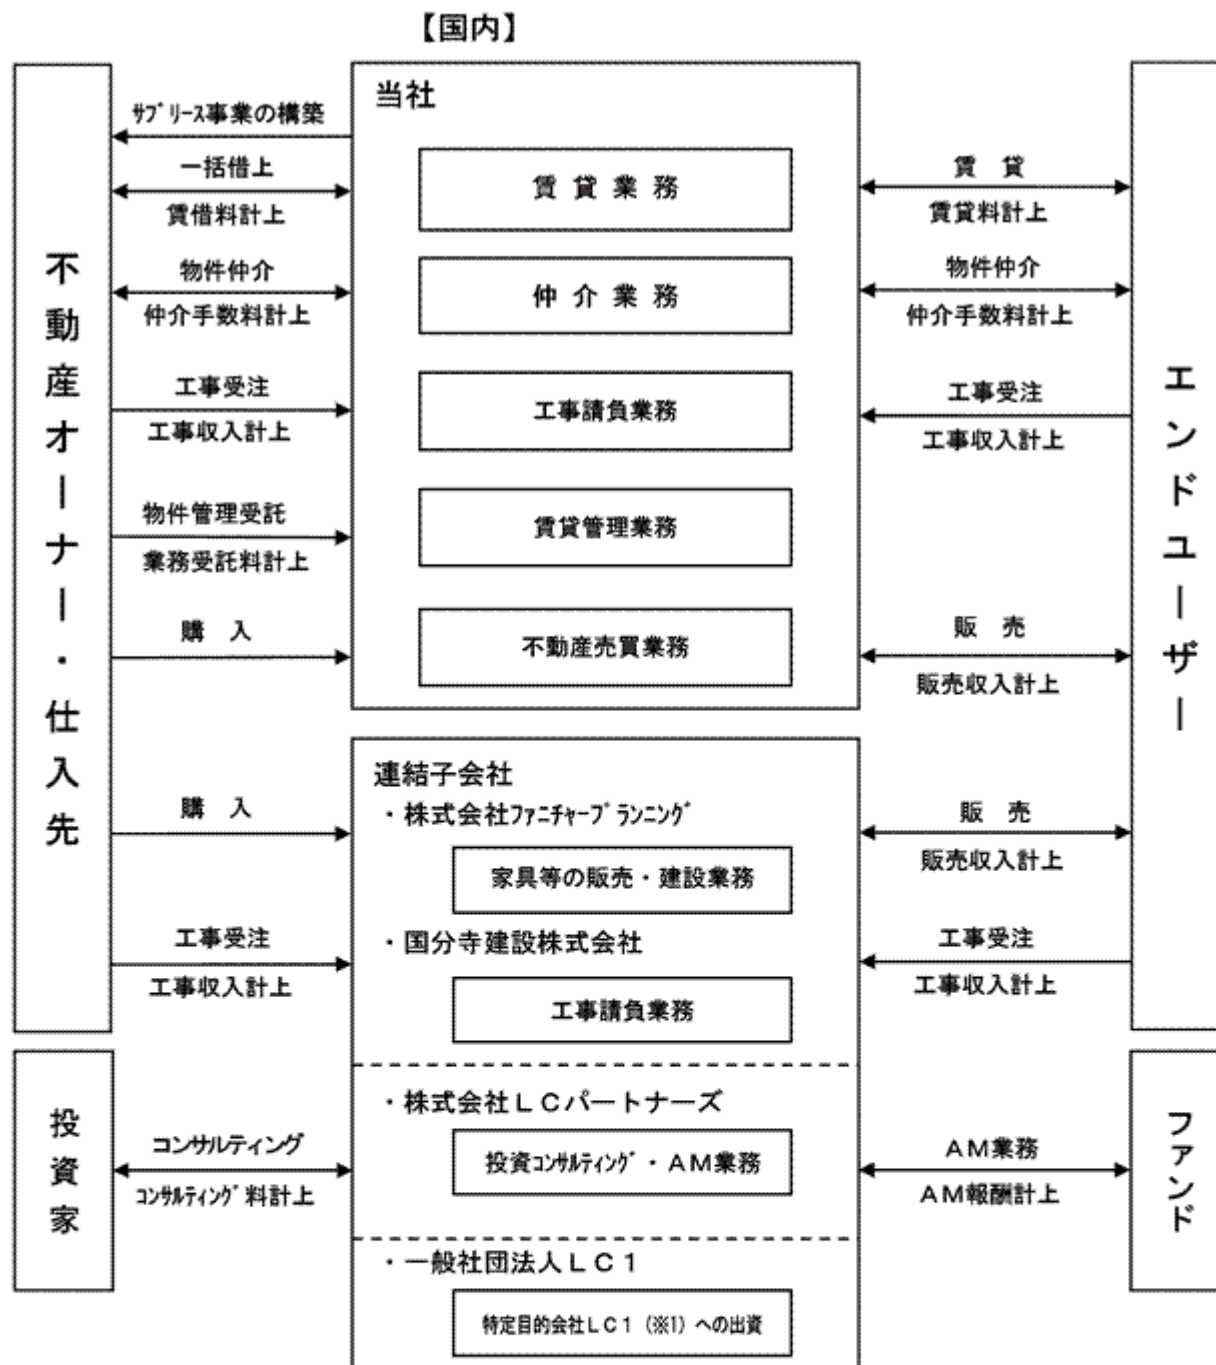 【国内】
当社
サブリース事業の構築
一括借上
賃借料計上
賃貸業務
賃 貸
賃貸料計上
物件仲介
仲介手数料計上
仲介業務
物件仲介
仲介手数料計上
工事受注
工事収入計上
工事請負業務
工事受注
工事収入計上
物件管理受託
業務受託料計上
賃貸管理業務
購 入
不動産売買業務
販 売
販売収入計上
不動産オーナー・仕入先
エンドユーザー
連結子会社
・株式会社ファニチャープランニング
購 入
家具等の販売・建設業務
販 売
販売収入計上
・国分寺建設株式会社
工事受注
工事収入計上
工事請負業務
工事受注
工事収入計上
投資家
・株式会社LCパートナーズ
コンサルティング
コンサルティング料計上
投資コンサルティング・AM業務
AM業務
AM報酬計上
ファンド
・一般社団法人LC1
特定目的会社LC1(※1)への出資